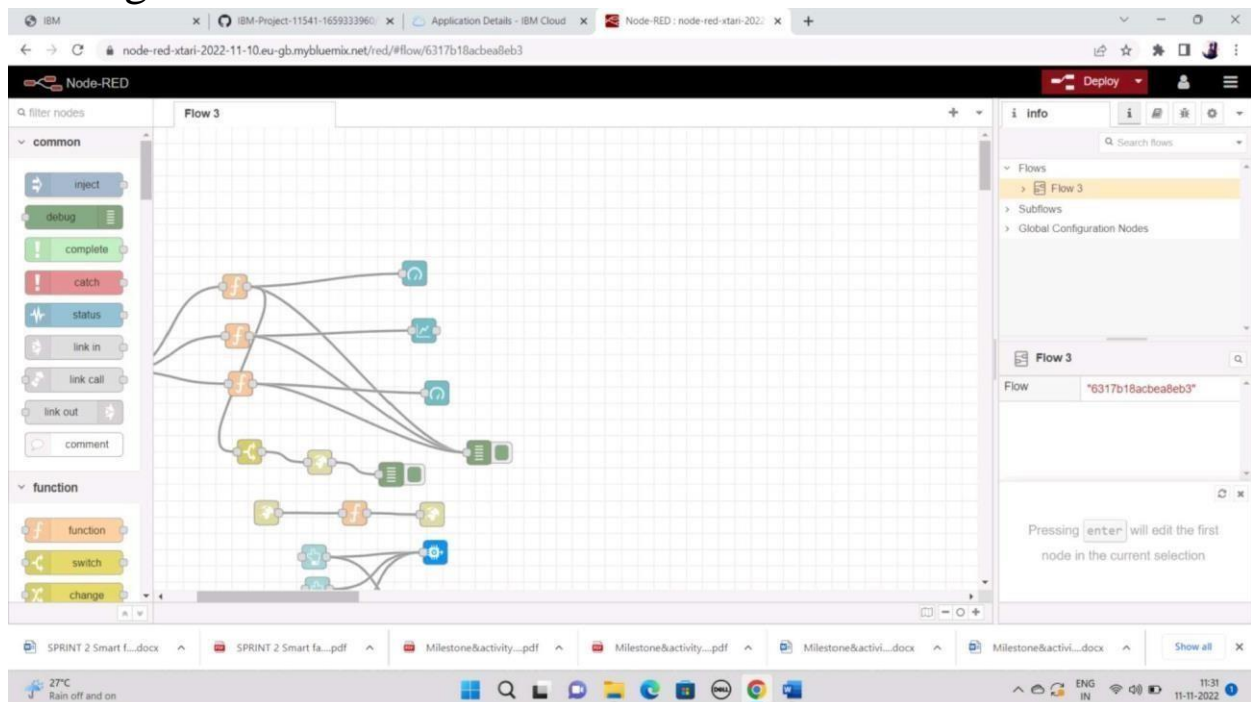 IBM
IBM-Project-11541-1659333960
Application Details - IBM Cloud
Node-RED : node-red-xtari-2022
node-red-xtari-2022-11-10.eu-gb.mybluemix.net/red/#flow/6317b18acbea8eb3
Node-RED
Deploy
filter nodes
Flow 3
i info
Search flows
common
inject
debug
complete
catch
status
link in
link call
link out
comment
function
function
switch
change
Flows
Flow 3
Subflows
Global Configuration Nodes
Flow 3
Flow
"6317b18acbea8eb3"
Pressing enter will edit the first
node in the current selection
SPRINT 2 Smart f....docx
SPRINT 2 Smart fa....pdf
Milestone&activity....pdf
Milestone&activity....pdf
Milestone&activi....docx
Milestone&activi....docx
Show all
27°C
Rain off and on
DELL
ENG
IN
11:31
11-11-2022
1